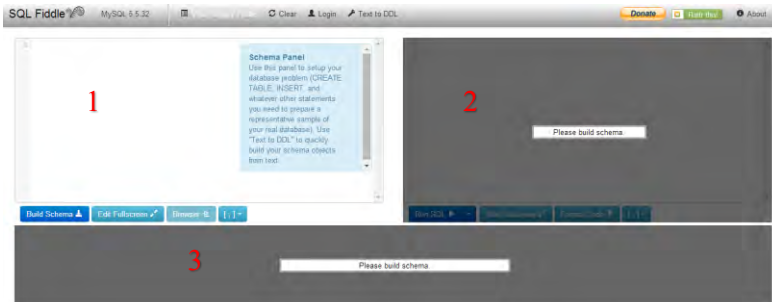 SQL Fiddle MySQL 5.5.32 Clear Login Text to DDL Donate About
1
Schema Panel
Use this panel to setup your
database problem (CREATE
TABLE, INSERT, and
whatever other statements
you need to prepare a
representative sample of
your real database). Use
"Text to DDL" to quickly
build your schema objects
from text.
Build Schema Edit Fullscreen Browser [ ; ]
2
Please build schema.
Run SQL [ ; ]
3
Please build schema.